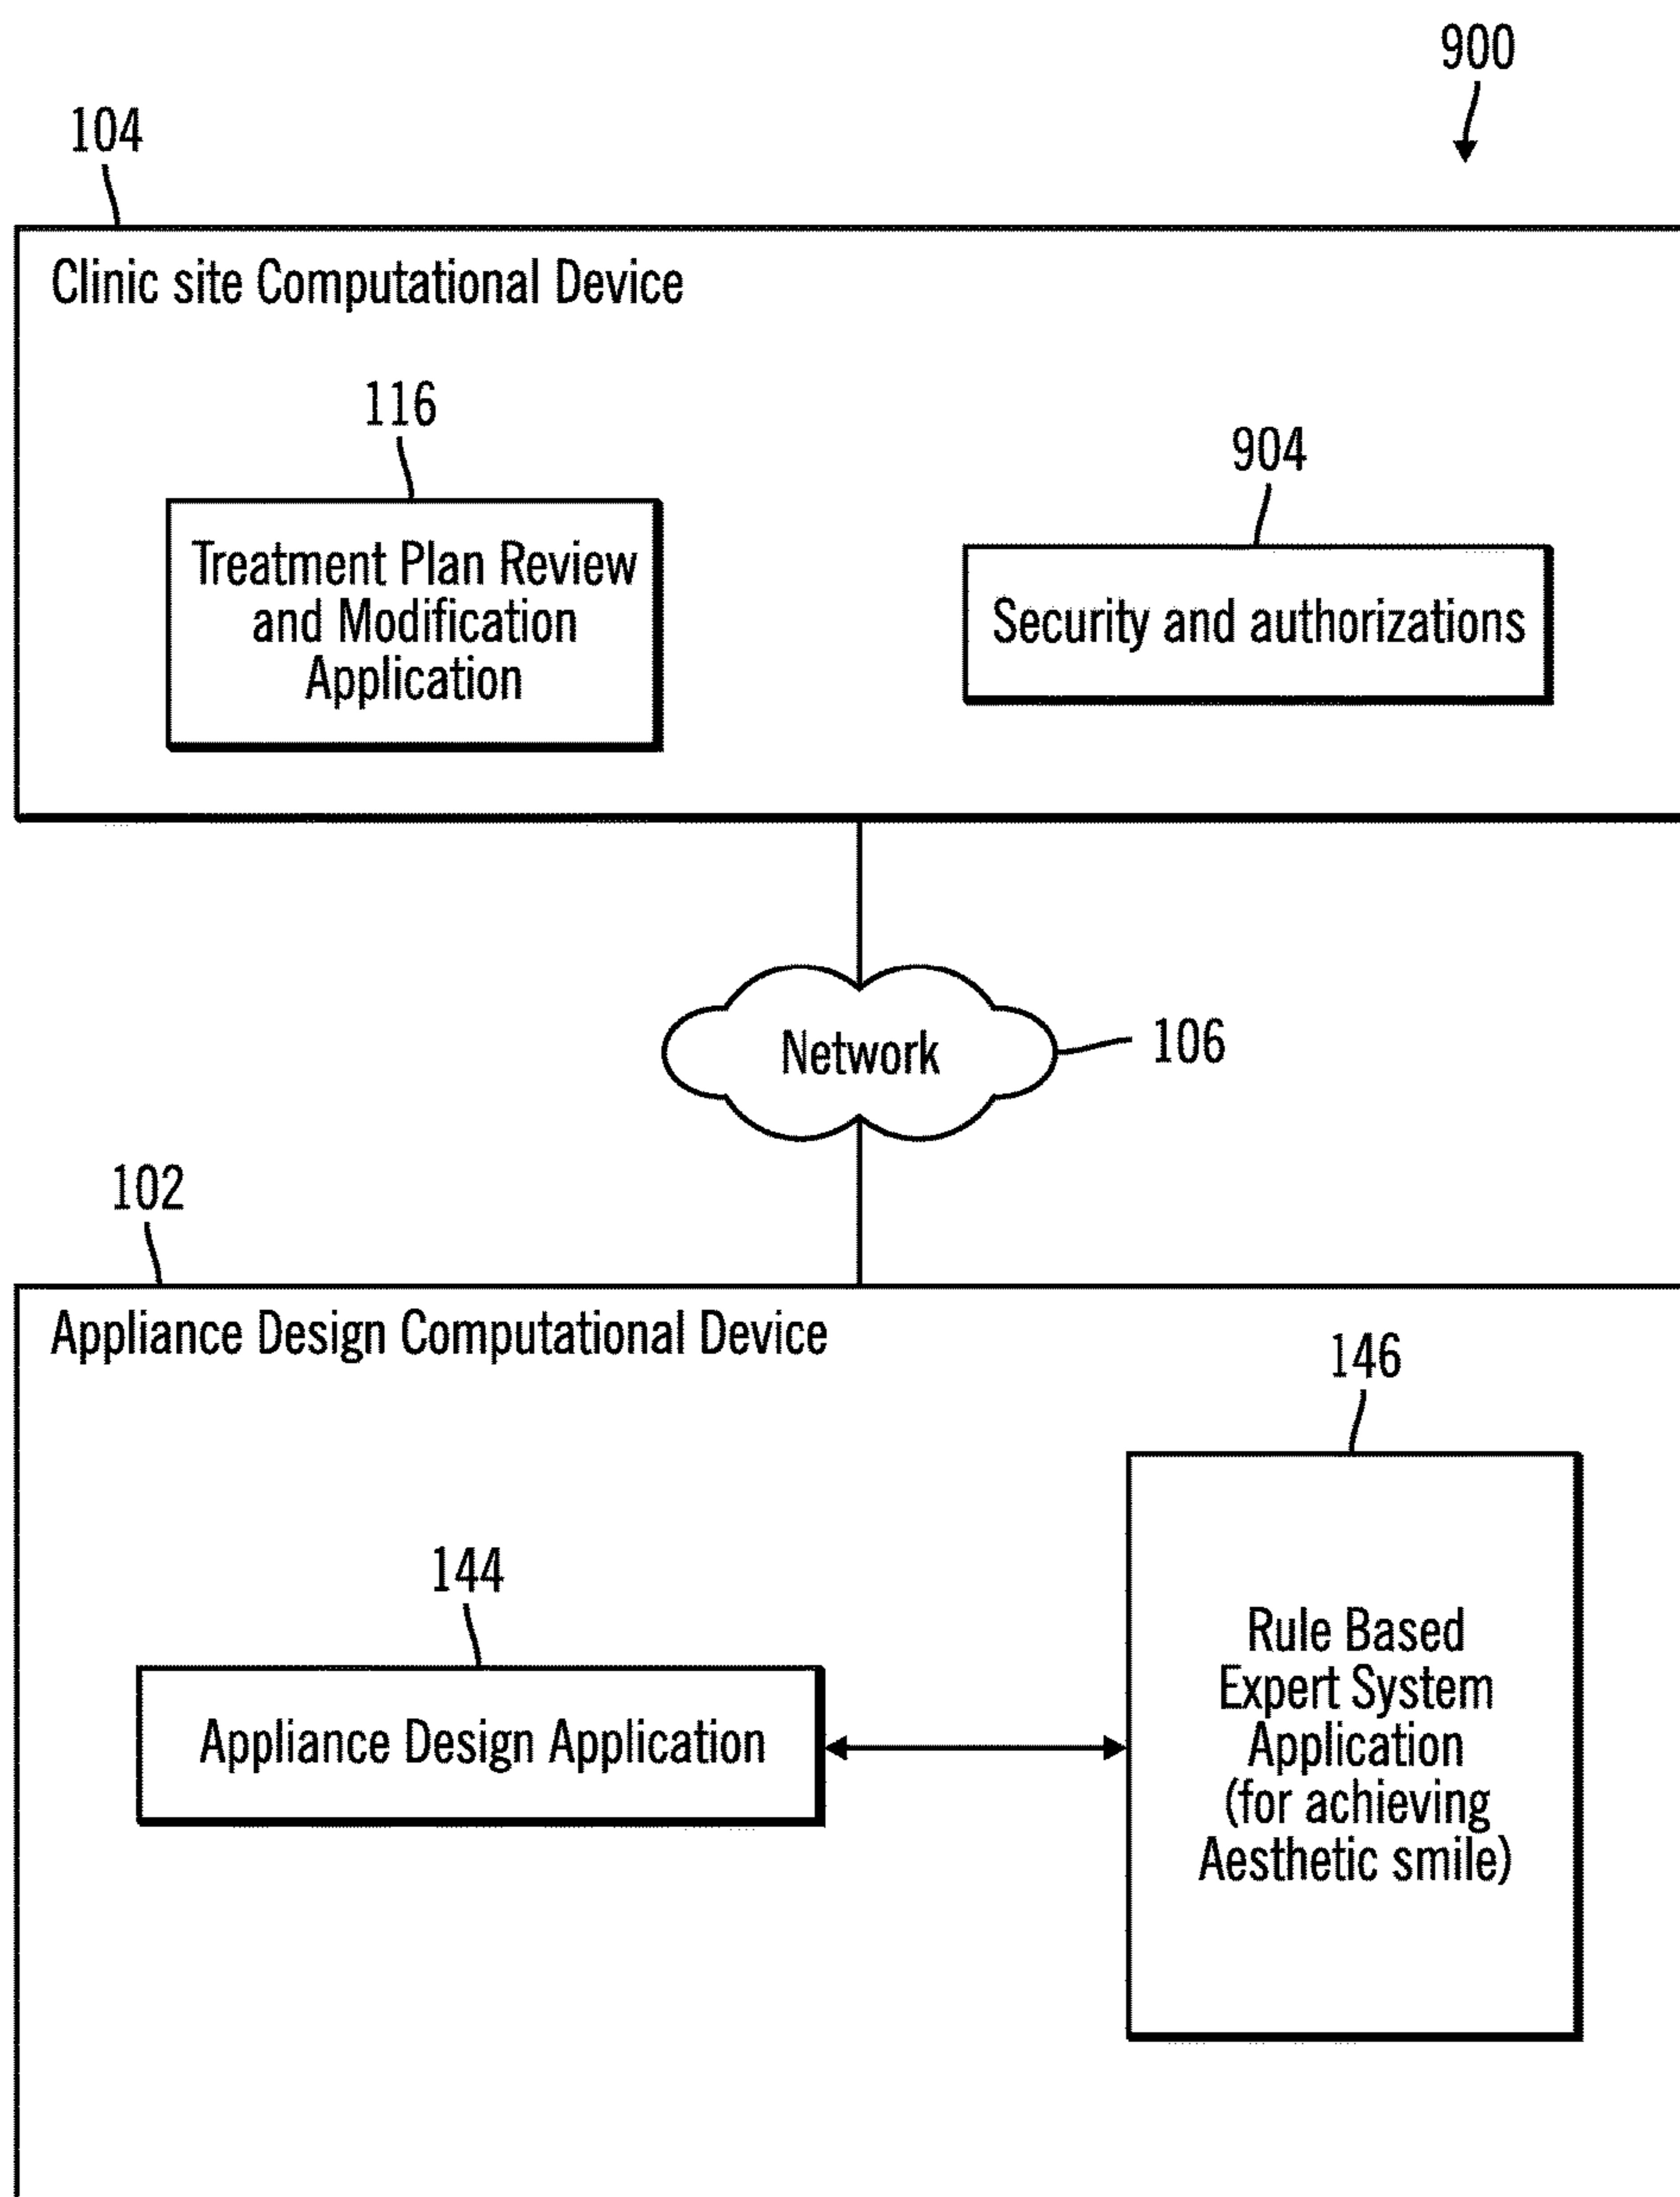 900
104
Clinic site Computational Device
116
904
Treatment Plan Review
and Modification
Application
Security and authorizations
Network
106
102
Appliance Design Computational Device
146
144
Rule Based
Expert System
Application
(for achieving
Aesthetic smile)
Appliance Design Application